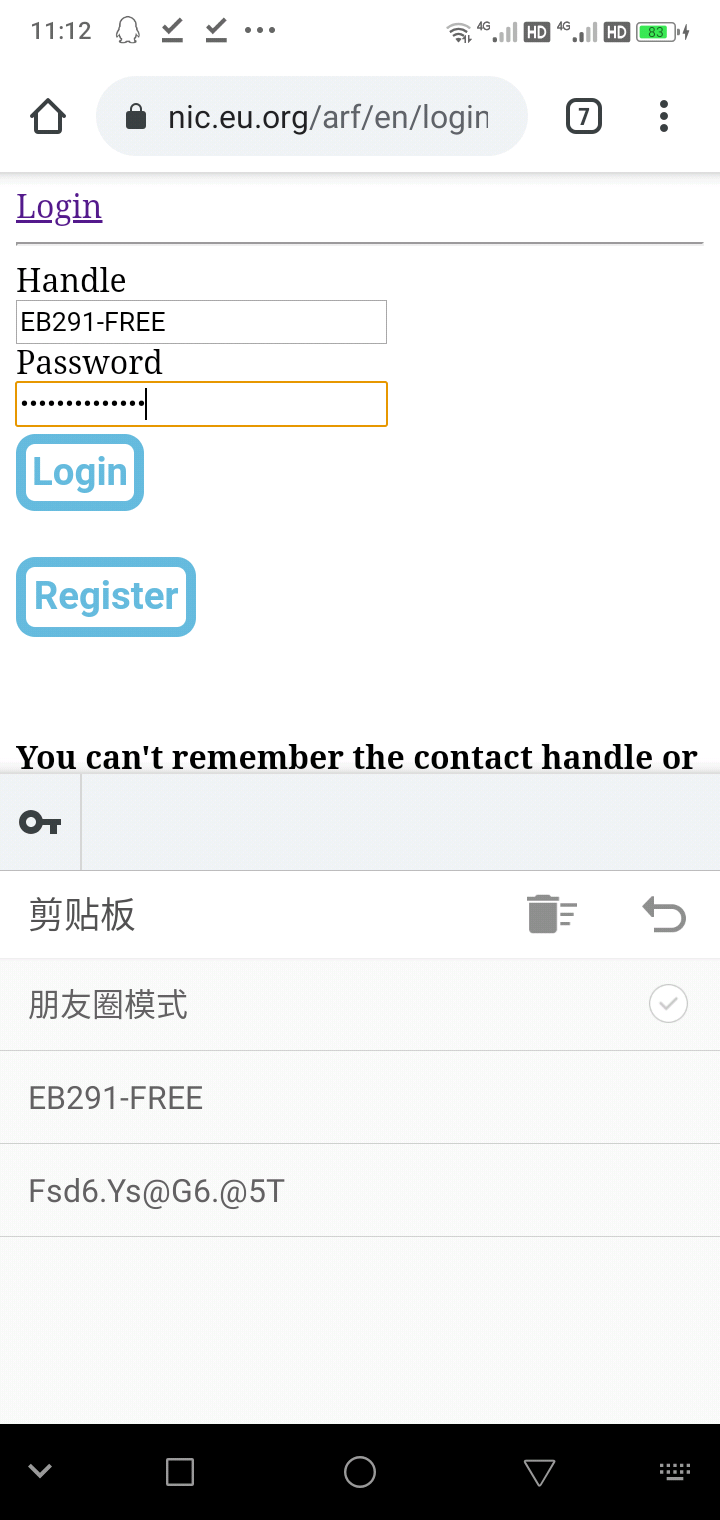 11:12
4G HD 4G HD 83
nic.eu.org/arf/en/login
7
Login
Handle
EB291-FREE
Password
••••••••••••••
Login
Register
You can't remember the contact handle or
剪贴板
朋友圈模式
EB291-FREE
Fsd6.Ys@G6.@5T